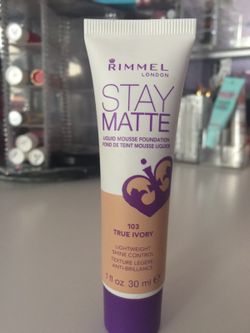 RIMMEL
LONDON
STAY
MATTE
LIQUID MOUSSE FOUNDATION
FOND DE TEINT MOUSSE LIQUIDE
103
TRUE IVORY
LIGHTWEIGHT
SHINE CONTROL
TEXTURE LÉGÈRE
ANTI-BRILLANCE
1 fl oz 30 ml e